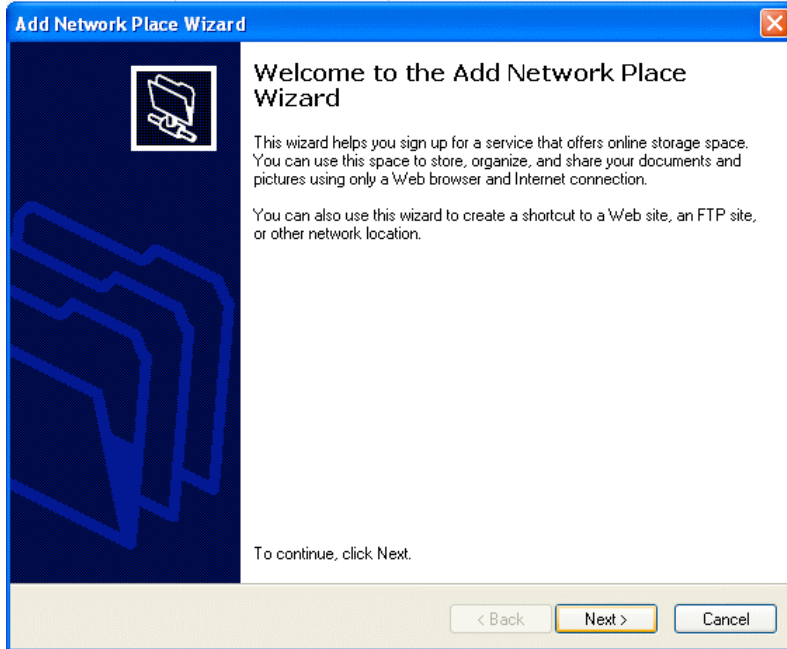 Add Network Place Wizard
Welcome to the Add Network Place
Wizard
This wizard helps you sign up for a service that offers online storage space.
You can use this space to store, organize, and share your documents and
pictures using only a Web browser and Internet connection.
You can also use this wizard to create a shortcut to a Web site, an FTP site,
or other network location.
To continue, click Next.
< Back
Next >
Cancel